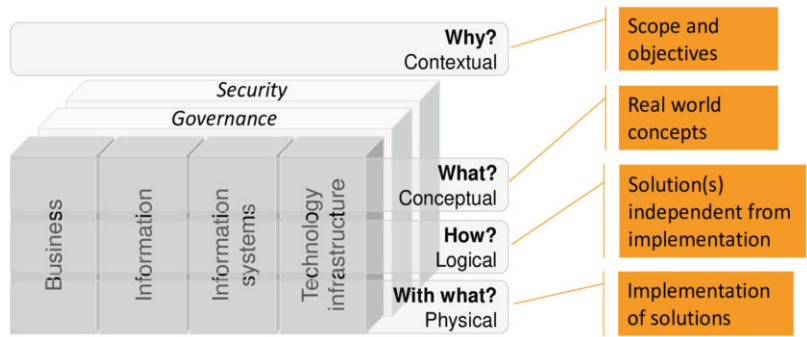 Why?
Contextual
Scope and
objectives
Security
Governance
Real world
concepts
What?
Conceptual
Solution(s)
independent from
implementation
How?
Logical
With what?
Physical
Implementation
of solutions
Business
Information
Information
systems
Technology
infrastructure